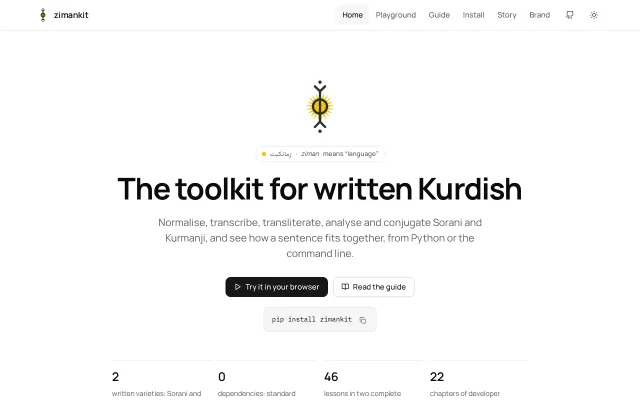 zimankit
Home Playground Guide Install Story Brand
زمانکیت · ziman means "language"
The toolkit for written Kurdish
Normalise, transcribe, transliterate, analyse and conjugate Sorani and
Kurmanji, and see how a sentence fits together, from Python or the
command line.
Try it in your browser Read the guide
pip install zimankit
2 0 46 22
written varieties: Sorani and dependencies: standard lessons in two complete chapters of developer